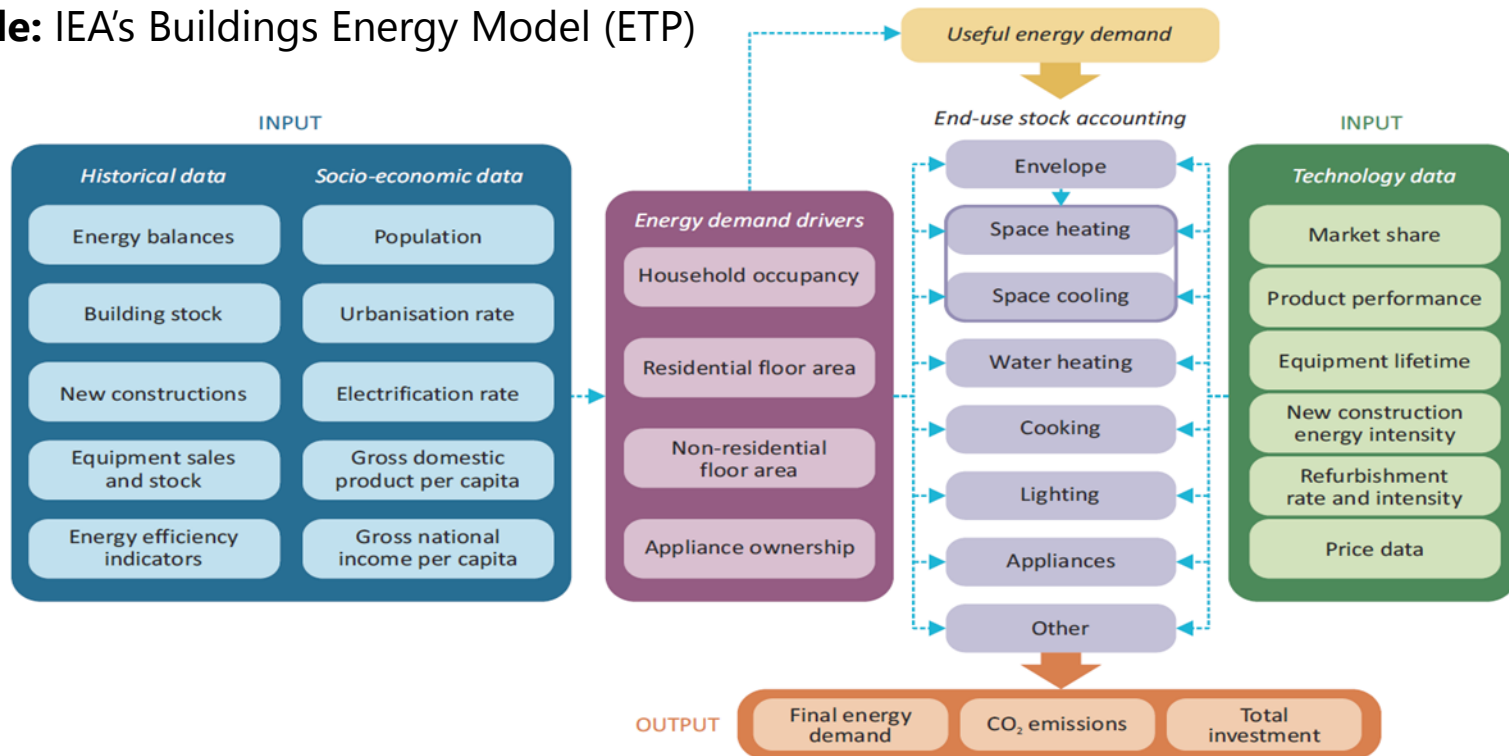 le: IEA's Buildings Energy Model (ETP)
Useful energy demand
INPUT
Historical data
Energy balances
Building stock
New constructions
Equipment sales
and stock
Energy efficiency
indicators
Socio-economic data
Population
Urbanisation rate
Electrification rate
Gross domestic
product per capita
Gross national
income per capita
Energy demand drivers
Household occupancy
Residential floor area
Non-residential
floor area
Appliance ownership
End-use stock accounting
Envelope
Space heating
Space cooling
Water heating
Cooking
Lighting
Appliances
Other
INPUT
Technology data
Market share
Product performance
Equipment lifetime
New construction
energy intensity
Refurbishment
rate and intensity
Price data
OUTPUT
Final energy
demand
CO₂ emissions
Total
investment